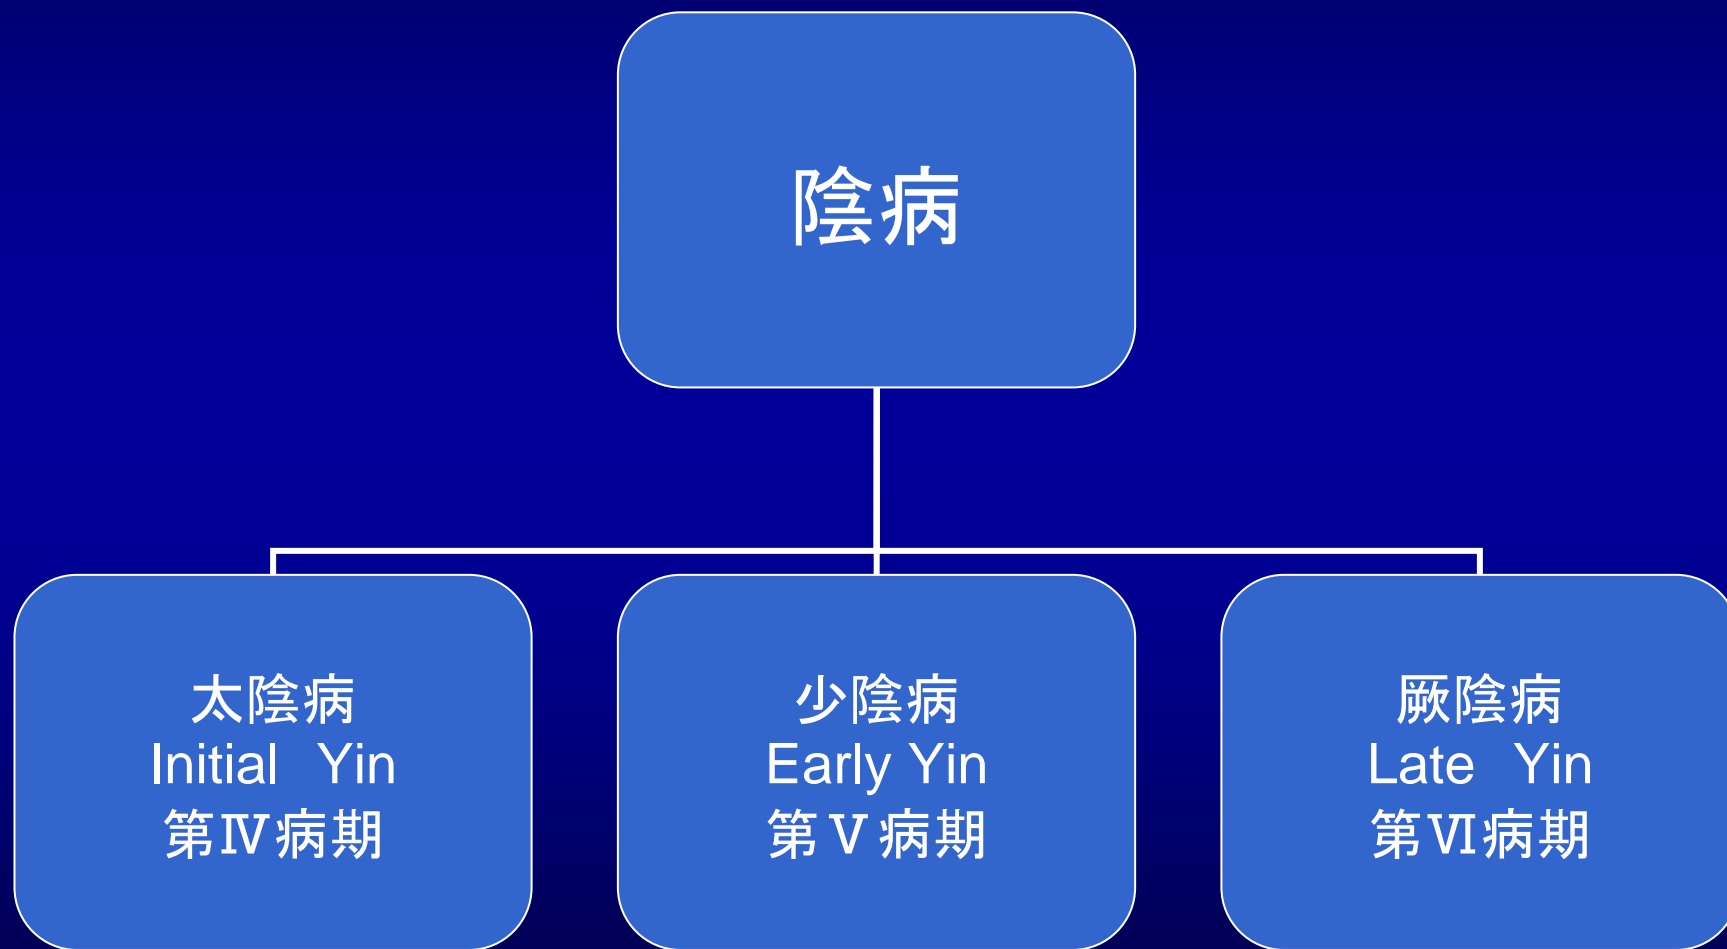 陰病
太陰病
Initial Yin
第Ⅳ病期
少陰病
Early Yin
第Ⅴ病期
厥陰病
Late Yin
第Ⅵ病期